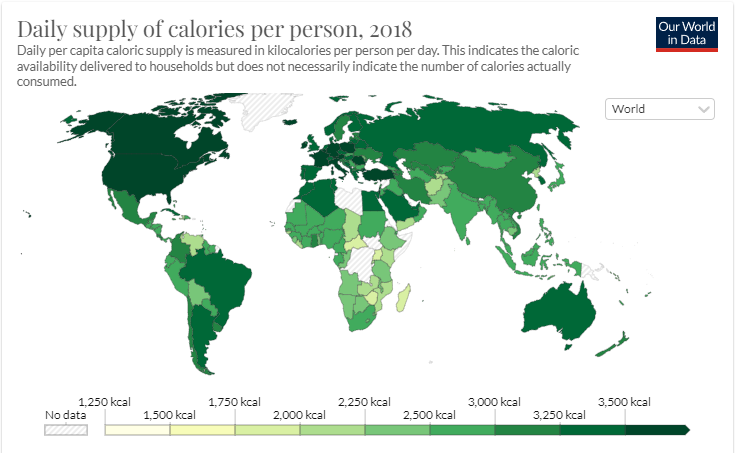 Daily supply of calories per person, 2018
Daily per capita caloric supply is measured in kilocalories per person per day. This indicates the caloric
availability delivered to households but does not necessarily indicate the number of calories actually
consumed.
Our World
in Data
World
1,250 kcal 1,750 kcal 2,250 kcal 3,000 kcal 3,500 kcal
No data 1,500 kcal 2,000 kcal 2,500 kcal 3,250 kcal